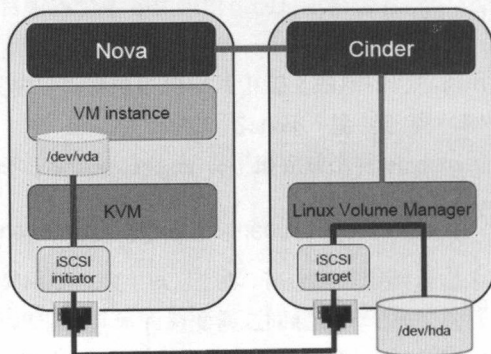 Nova
Cinder
VM instance
/dev/vda
KVM
Linux Volume Manager
iSCSI
initiator
iSCSI
target
/dev/hda